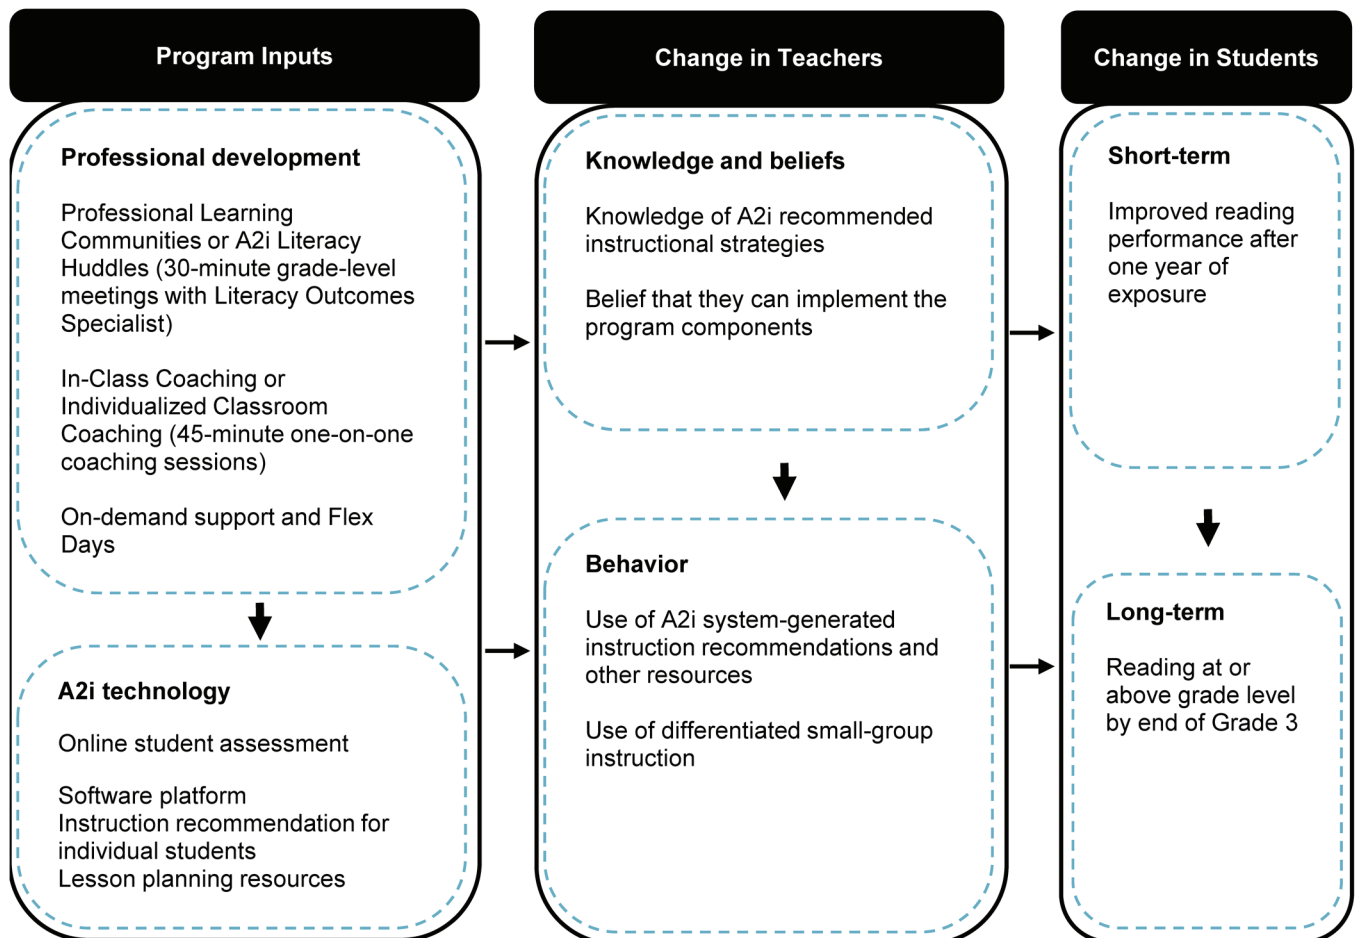 Program Inputs
Professional development
Professional Learning
Communities or A2i Literacy
Huddles (30-minute grade-level
meetings with Literacy Outcomes
Specialist)
In-Class Coaching or
Individualized Classroom
Coaching (45-minute one-on-one
coaching sessions)
On-demand support and Flex
Days
A2i technology
Online student assessment
Software platform
Instruction recommendation for
individual students
Lesson planning resources
Change in Teachers
Knowledge and beliefs
Knowledge of A2i recommended
instructional strategies
Belief that they can implement the
program components
Behavior
Use of A2i system-generated
instruction recommendations and
other resources
Use of differentiated small-group
instruction
Change in Students
Short-term
Improved reading
performance after
one year of
exposure
Long-term
Reading at or
above grade level
by end of Grade 3